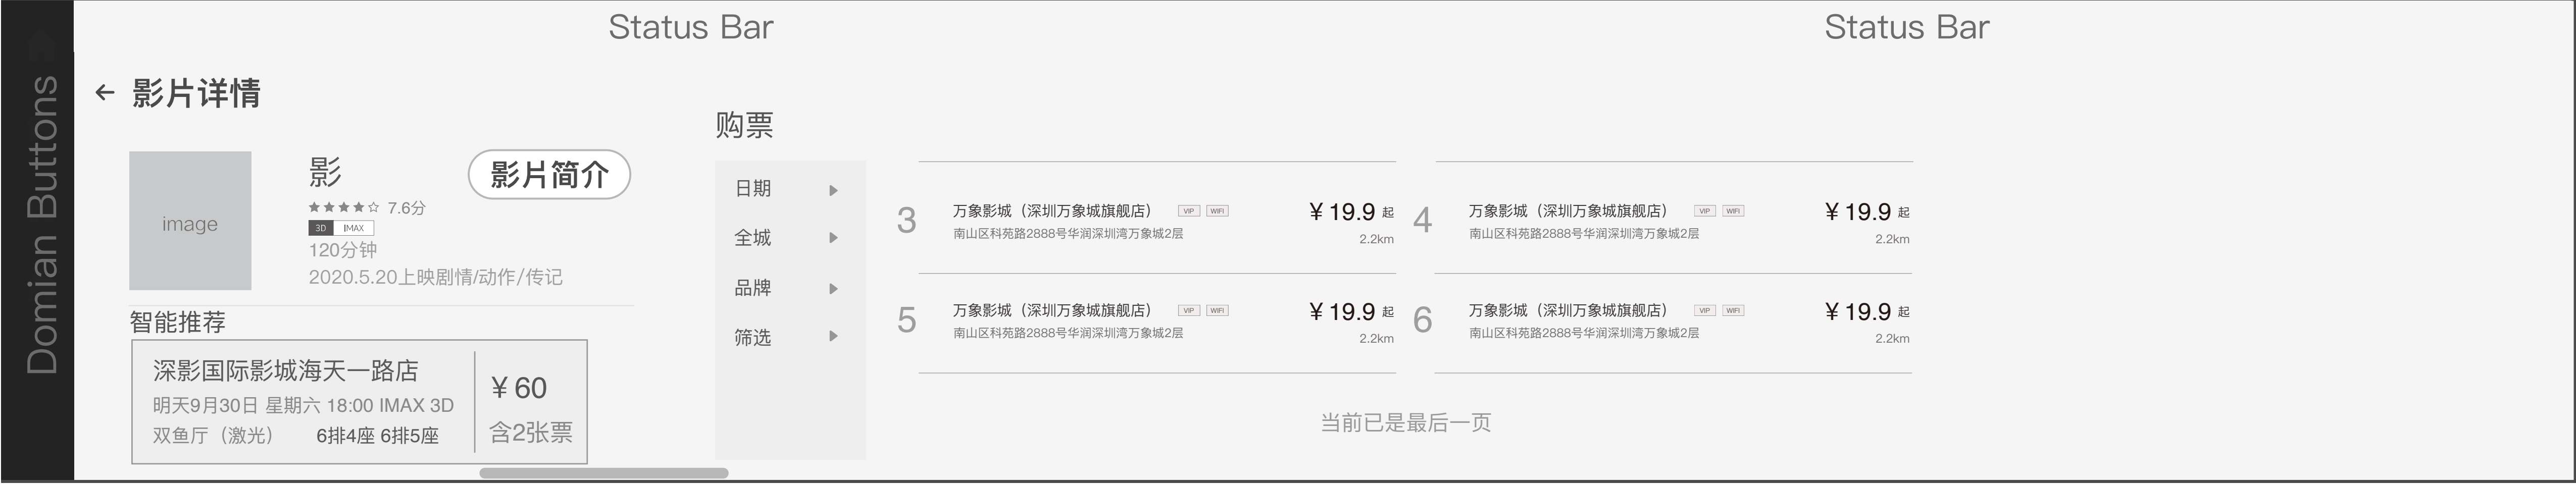 Status Bar
Status Bar
Domian Buttons
影片详情
image
影
影片简介
7.6分
3D IMAX
120分钟
2020.5.20上映剧情/动作/传记
智能推荐
深影国际影城海天一路店
明天9月30日 星期六 18:00 IMAX 3D
双鱼厅（激光） 6排4座 6排5座
¥ 60
含2张票
购票
日期
全城
品牌
筛选
3 万象影城（深圳万象城旗舰店） VIP WIFI ¥ 19.9 起
南山区科苑路2888号华润深圳湾万象城2层 2.2km
4 万象影城（深圳万象城旗舰店） VIP WIFI ¥ 19.9 起
南山区科苑路2888号华润深圳湾万象城2层 2.2km
5 万象影城（深圳万象城旗舰店） VIP WIFI ¥ 19.9 起
南山区科苑路2888号华润深圳湾万象城2层 2.2km
6 万象影城（深圳万象城旗舰店） VIP WIFI ¥ 19.9 起
南山区科苑路2888号华润深圳湾万象城2层 2.2km
当前已是最后一页